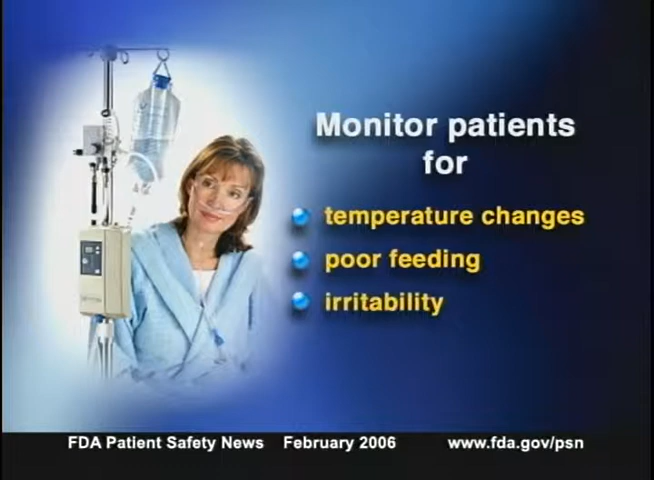 Monitor patients
for
temperature changes
poor feeding
irritability
FDA Patient Safety News February 2006 www.fda.gov/psn